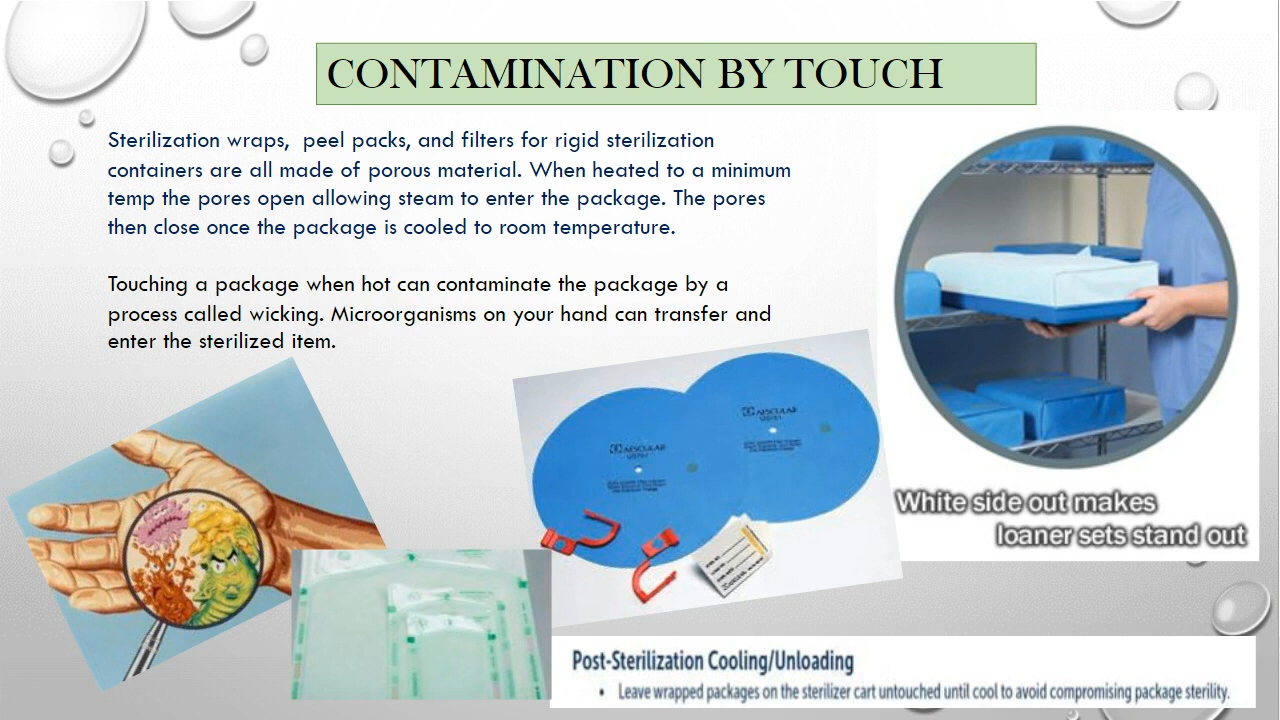 CONTAMINATION BY TOUCH
Sterilization wraps,  peel packs, and filters for rigid sterilization
containers are all made of porous material. When heated to a minimum
temp the pores open allowing steam to enter the package. The pores
then close once the package is cooled to room temperature.
Touching a package when hot can contaminate the package by a
process called wicking. Microorganisms on your hand can transfer and
enter the sterilized item.
AESCULAP
AESCULAP
White side out makes
loaner sets stand out
Post-Sterilization Cooling/Unloading
• Leave wrapped packages on the sterilizer cart untouched until cool to avoid compromising package sterility.